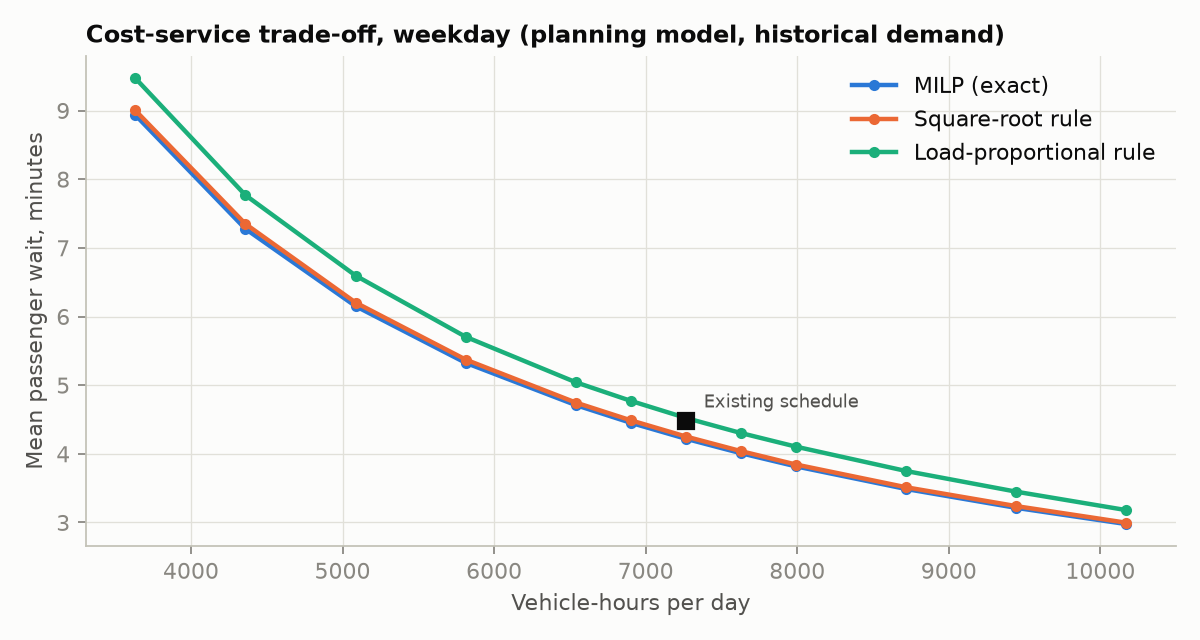 Cost-service trade-off, weekday (planning model, historical demand)
MILP (exact)
Square-root rule
Load-proportional rule
Existing schedule
Mean passenger wait, minutes
9
8
7
6
5
4
3
4000 5000 6000 7000 8000 9000 10000
Vehicle-hours per day